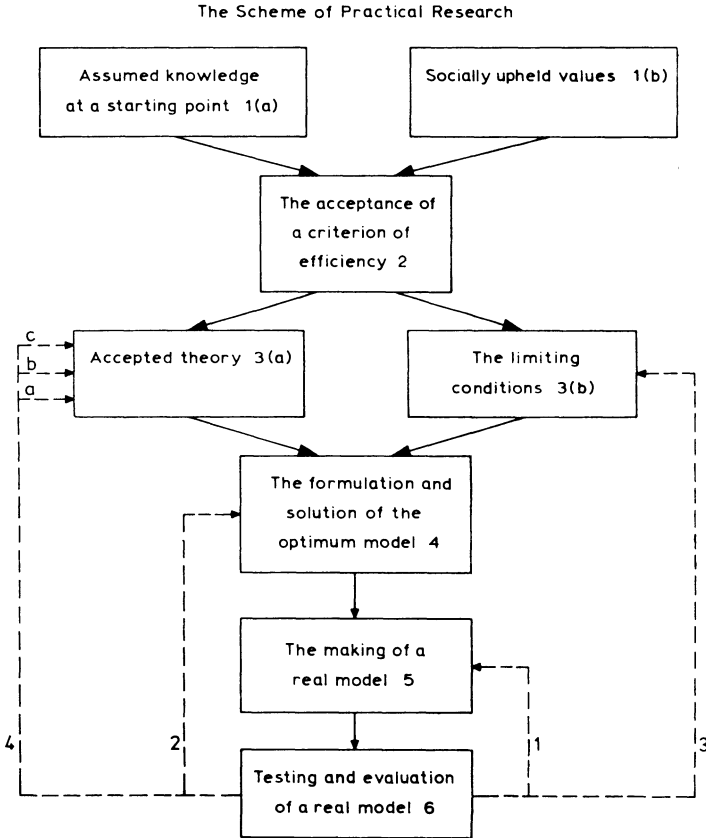 The Scheme of Practical Research
Assumed knowledge
at a starting point 1(a)
Socially upheld values 1(b)
The acceptance of
a criterion of
efficiency 2
c
b
a
Accepted theory 3(a)
The limiting
conditions 3(b)
The formulation and
solution of the
optimum model 4
The making of a
real model 5
4
2
1
3
Testing and evaluation
of a real model 6